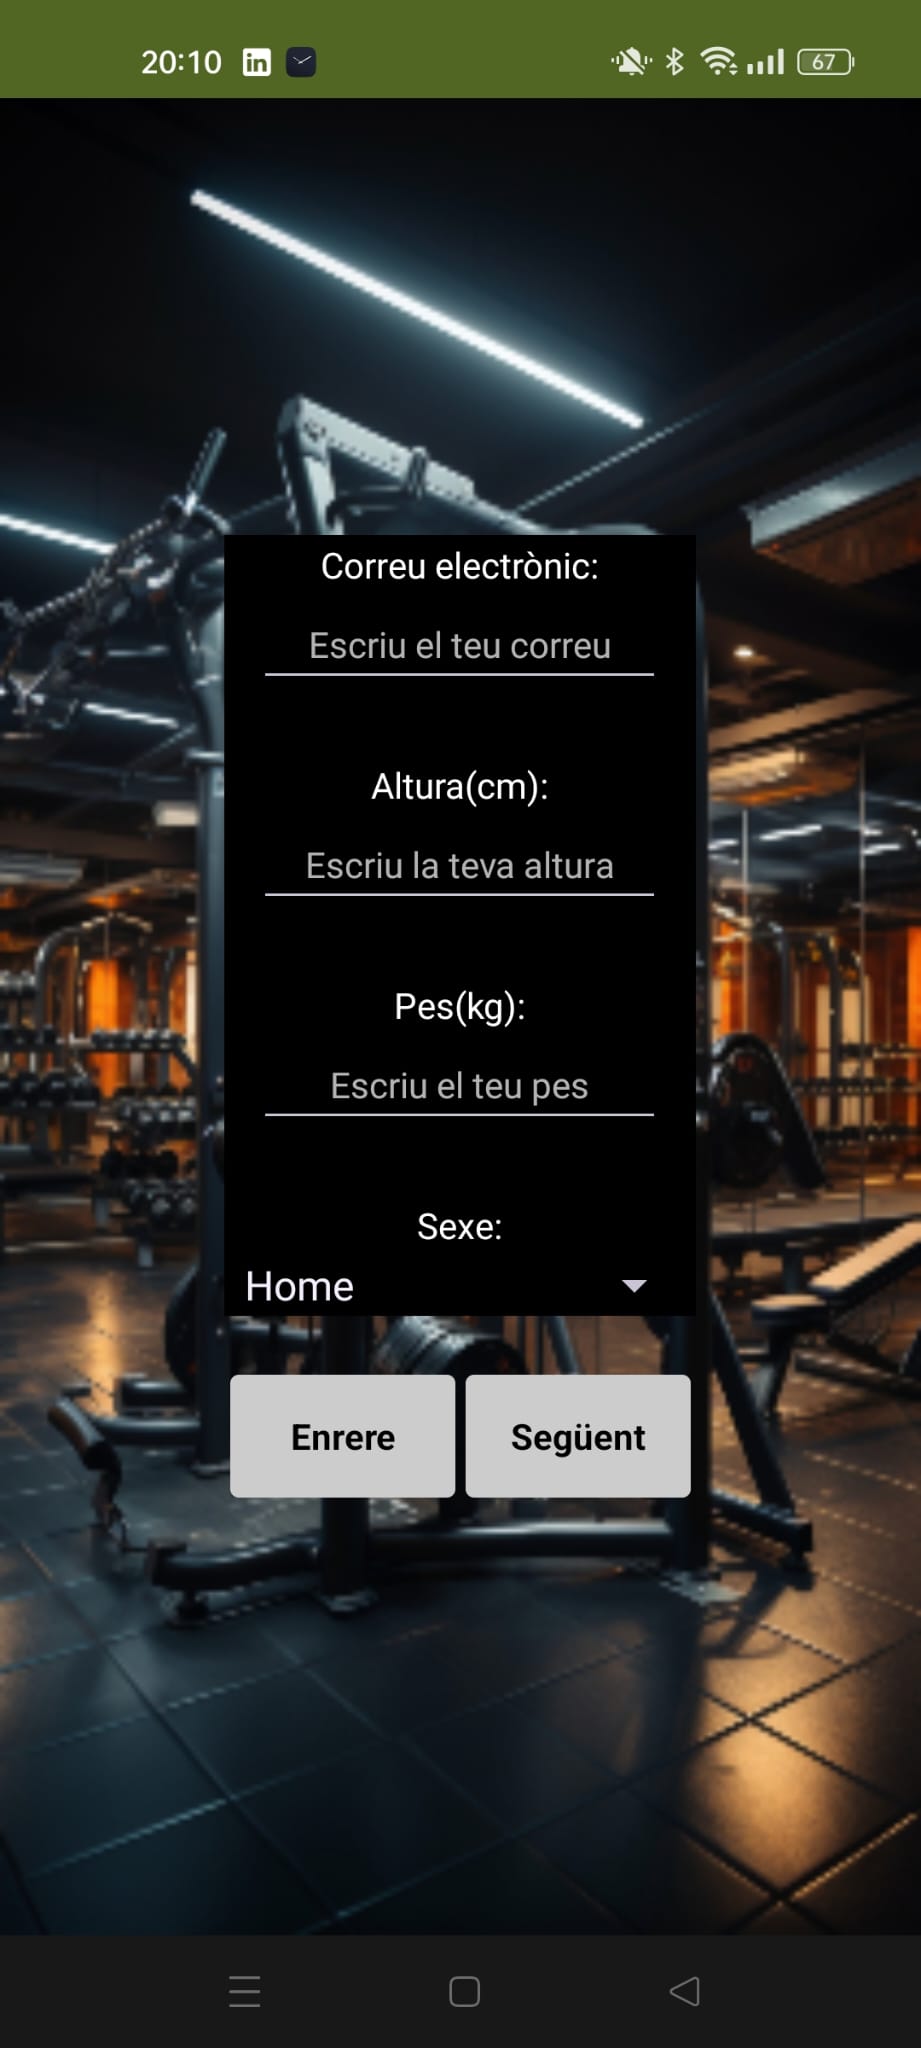 20:10
67
Correu electrònic:
Escriu el teu correu
Altura(cm):
Escriu la teva altura
Pes(kg):
Escriu el teu pes
Sexe:
Home
Enrere Següent